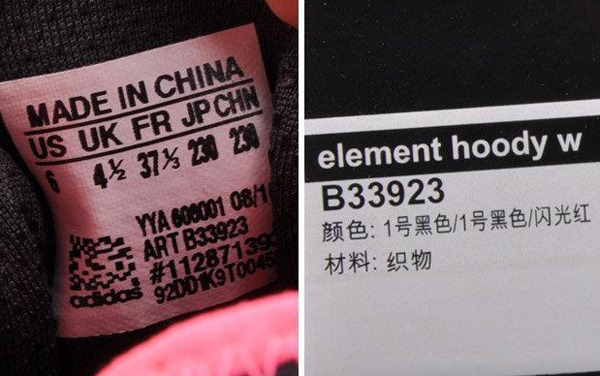 MADE IN CHINA
US UK FR JP CHN
6 4½ 37⅓ 230 230
YYA 606001 08/1
ART B33923
#11287139
92DD1K9T0045
adidas
element hoody w
B33923
颜色: 1号黑色/1号黑色/闪光红
材料: 织物